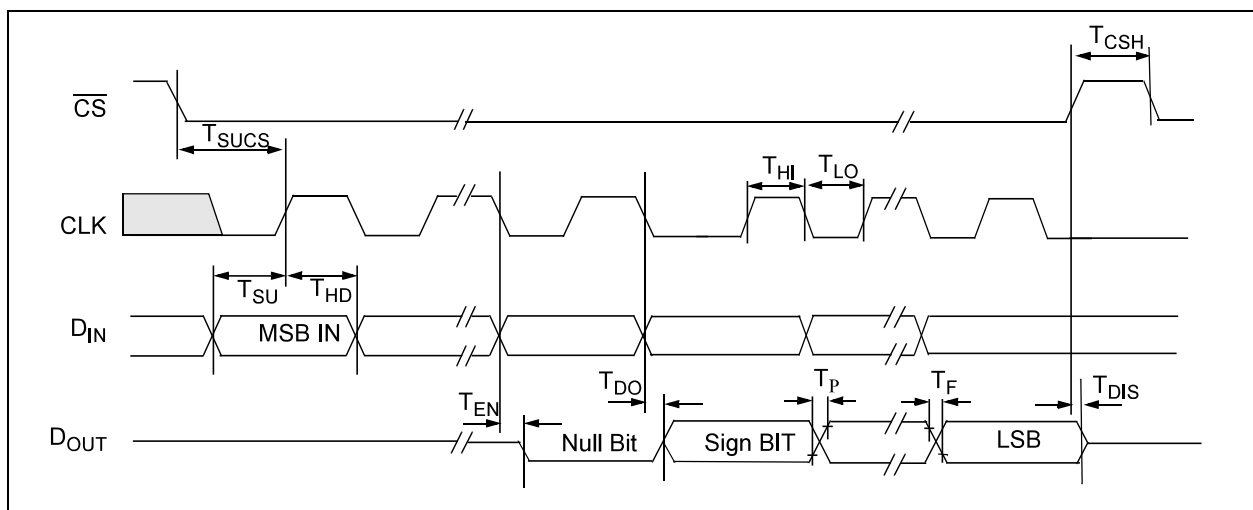 T_CSH
CS
T_SUCS
T_HI T_LO
CLK
T_SU T_HD
D_IN MSB IN
T_EN T_DO T_P T_F T_DIS
D_OUT Null Bit Sign BIT LSB